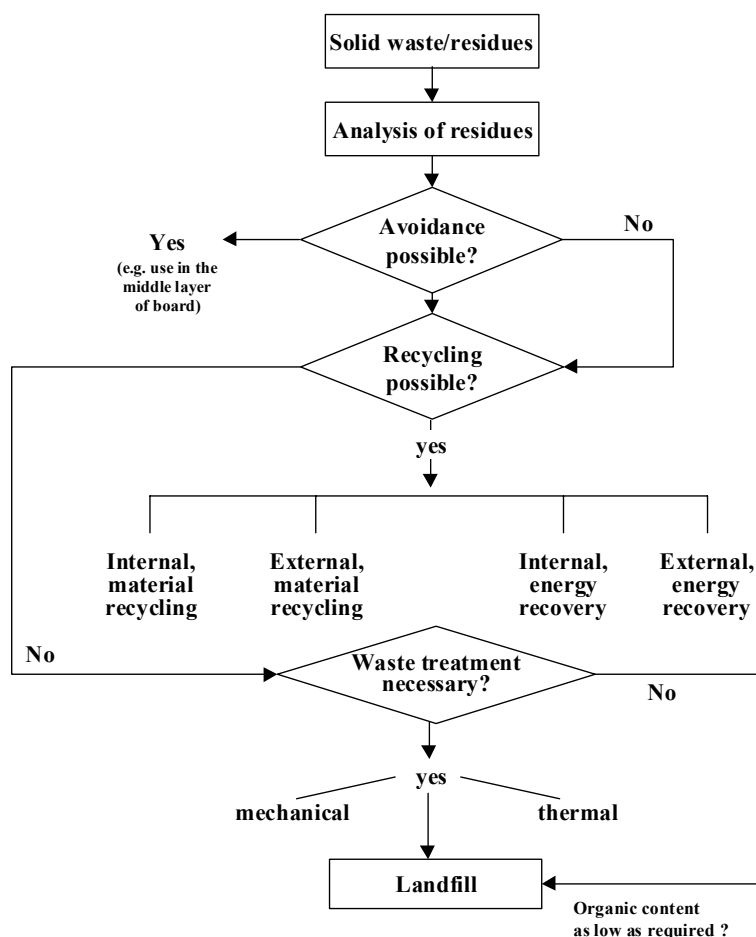 Solid waste/residues
Analysis of residues
Avoidance
possible?
Yes
(e.g. use in the
middle layer
of board)
No
Recycling
possible?
yes
Internal,
material
recycling
External,
material
recycling
Internal,
energy
recovery
External,
energy
recovery
No
Waste treatment
necessary?
No
yes
mechanical
thermal
Landfill
Organic content
as low as required ?